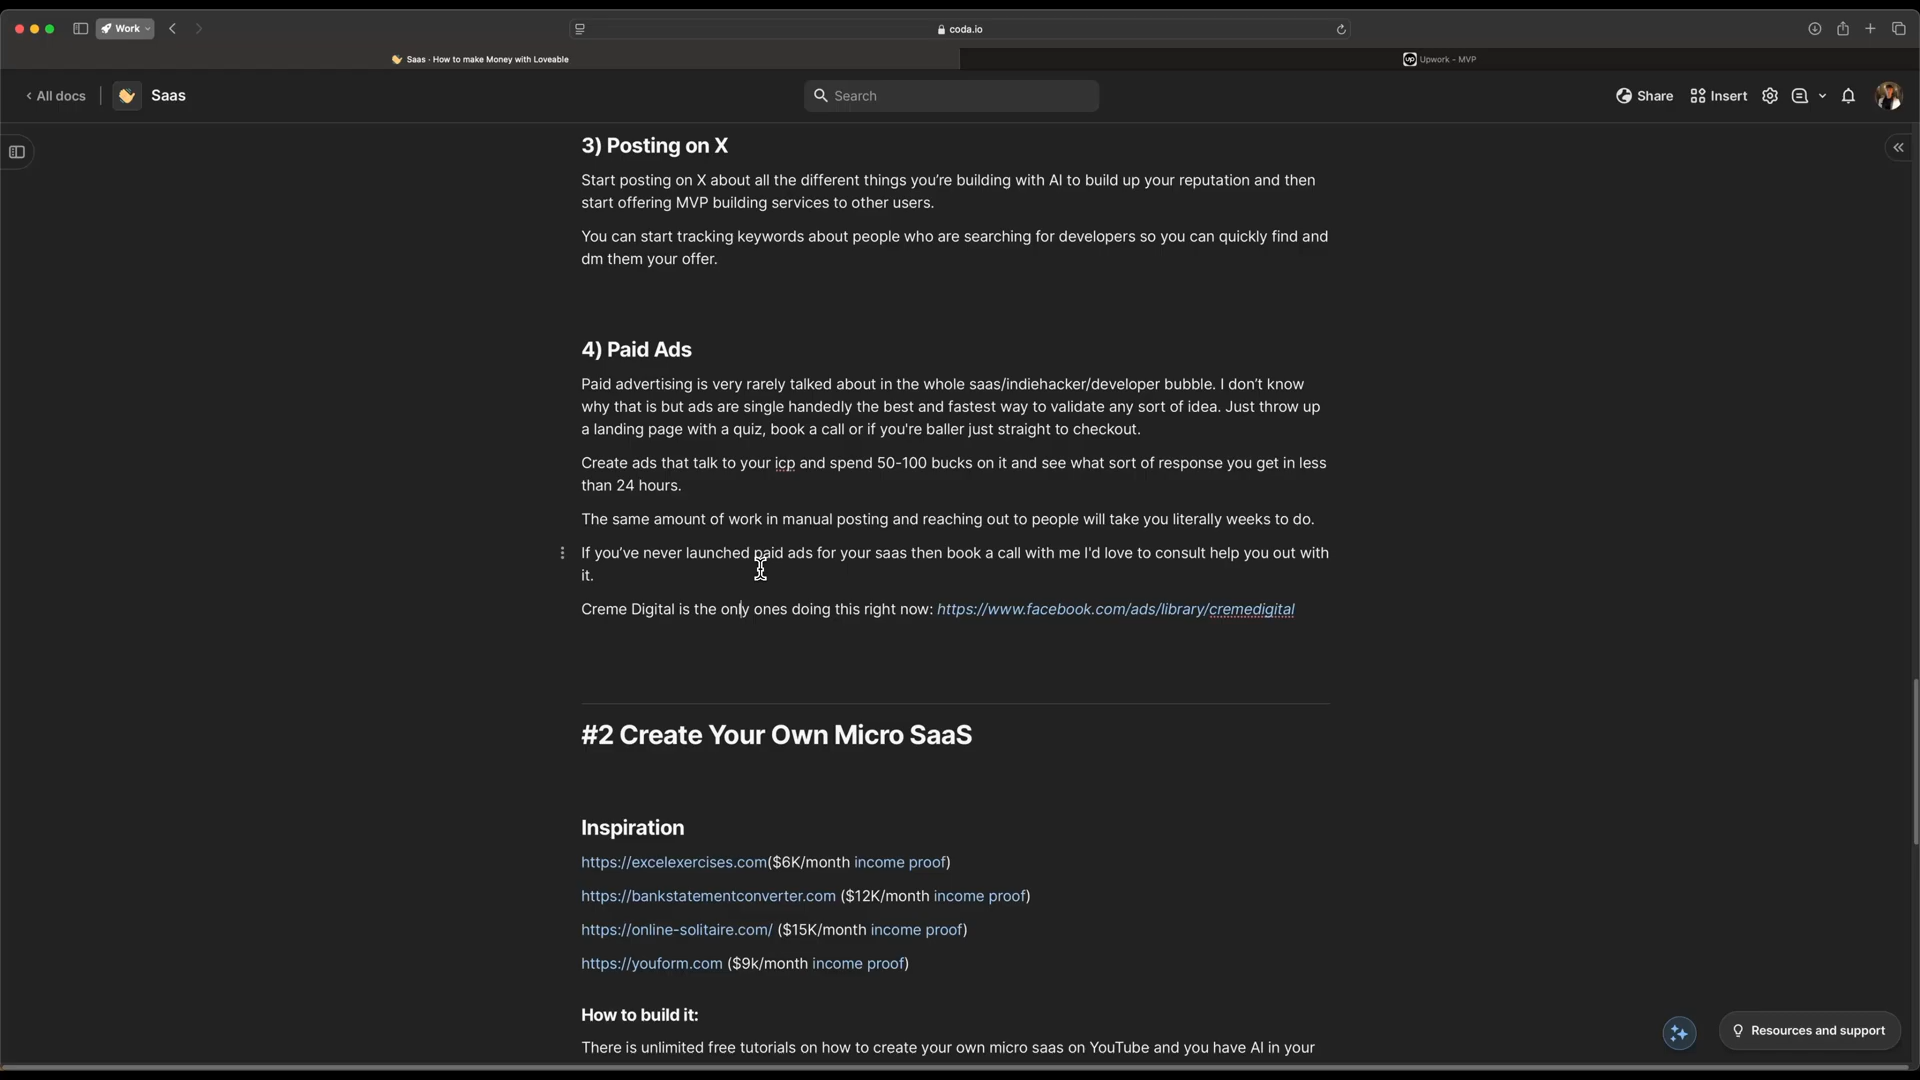 Work
coda.io
Saas - How to make Money with Loveable
Upwork - MVP
All docs
Saas
Search
Share
Insert
3) Posting on X
Start posting on X about all the different things you’re building with AI to build up your reputation and then
start offering MVP building services to other users.
You can start tracking keywords about people who are searching for developers so you can quickly find and
dm them your offer.
4) Paid Ads
Paid advertising is very rarely talked about in the whole saas/indiehacker/developer bubble. I don’t know
why that is but ads are single handedly the best and fastest way to validate any sort of idea. Just throw up
a landing page with a quiz, book a call or if you're baller just straight to checkout.
Create ads that talk to your icp and spend 50-100 bucks on it and see what sort of response you get in less
than 24 hours.
The same amount of work in manual posting and reaching out to people will take you literally weeks to do.
If you’ve never launched paid ads for your saas then book a call with me I'd love to consult help you out with
it.
Creme Digital is the only ones doing this right now: https://www.facebook.com/ads/library/cremedigital
#2 Create Your Own Micro SaaS
Inspiration
https://excelexercises.com($6K/month income proof)
https://bankstatementconverter.com ($12K/month income proof)
https://online-solitaire.com/ ($15K/month income proof)
https://youform.com ($9k/month income proof)
How to build it:
There is unlimited free tutorials on how to create your own micro saas on YouTube and you have AI in your
Resources and support